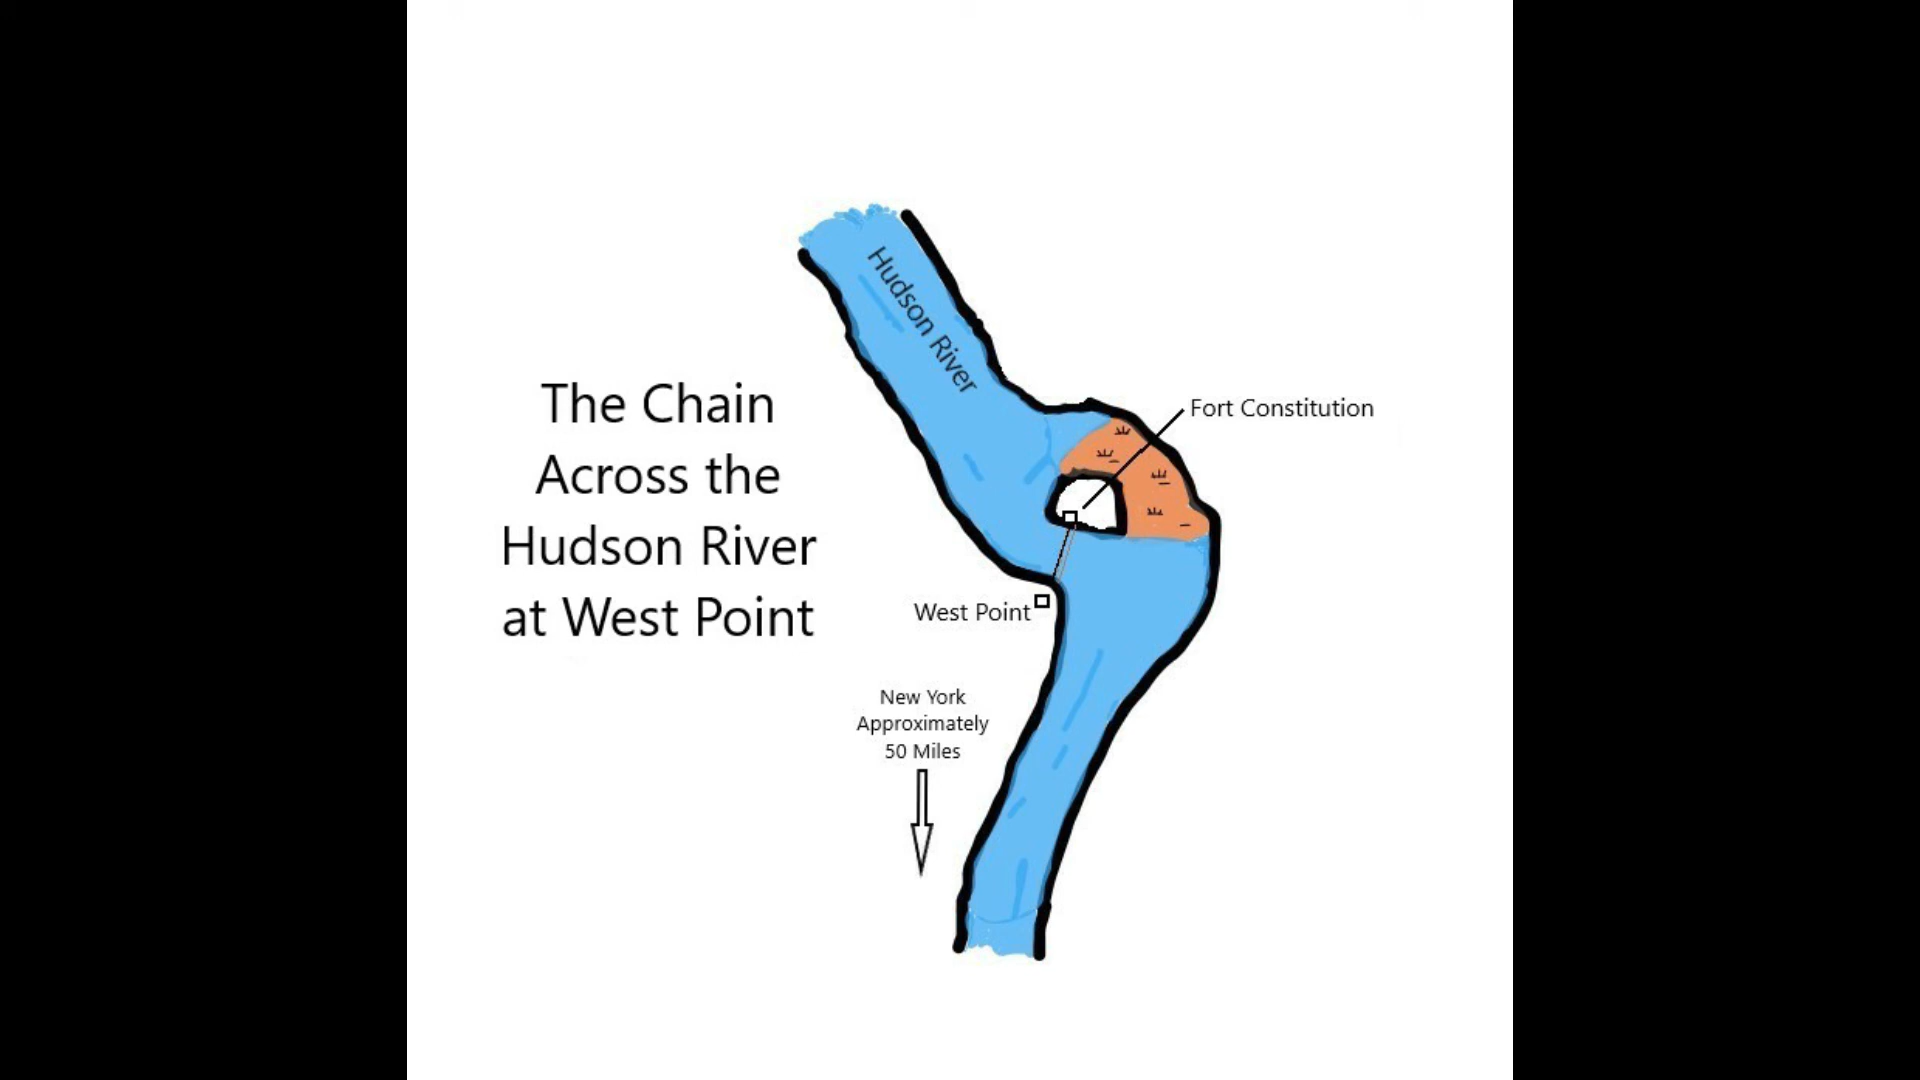 The Chain
Across the
Hudson River
at West Point
Hudson River
Fort Constitution
West Point
New York
Approximately
50 Miles